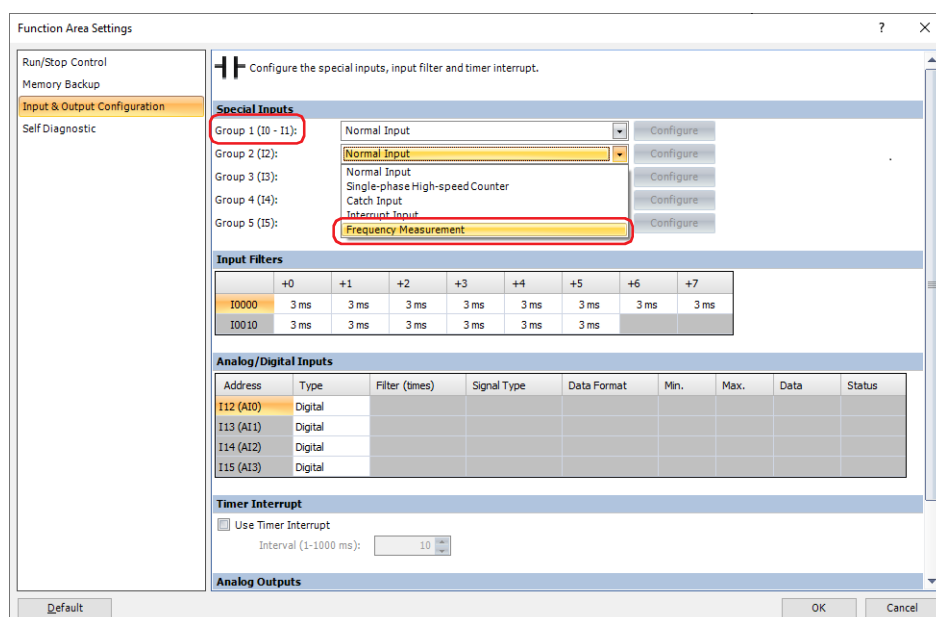 Function Area Settings ? ×
Run/Stop Control
Memory Backup
Input & Output Configuration
Self Diagnostic
Configure the special inputs, input filter and timer interrupt.
Special Inputs
Group 1 (I0 - I1): Normal Input Configure
Group 2 (I2): Normal Input Configure
Group 3 (I3): Configure
Group 4 (I4): Configure
Group 5 (I5): Configure
Normal Input
Single-phase High-speed Counter
Catch Input
Interrupt Input
Frequency Measurement
Input Filters
+0 +1 +2 +3 +4 +5 +6 +7
I0000 3 ms 3 ms 3 ms 3 ms 3 ms 3 ms 3 ms 3 ms
I0010 3 ms 3 ms 3 ms 3 ms 3 ms 3 ms
Analog/Digital Inputs
Address Type Filter (times) Signal Type Data Format Min. Max. Data Status
I12 (AI0) Digital
I13 (AI1) Digital
I14 (AI2) Digital
I15 (AI3) Digital
Timer Interrupt
Use Timer Interrupt
Interval (1-1000 ms): 10
Analog Outputs
Default OK Cancel